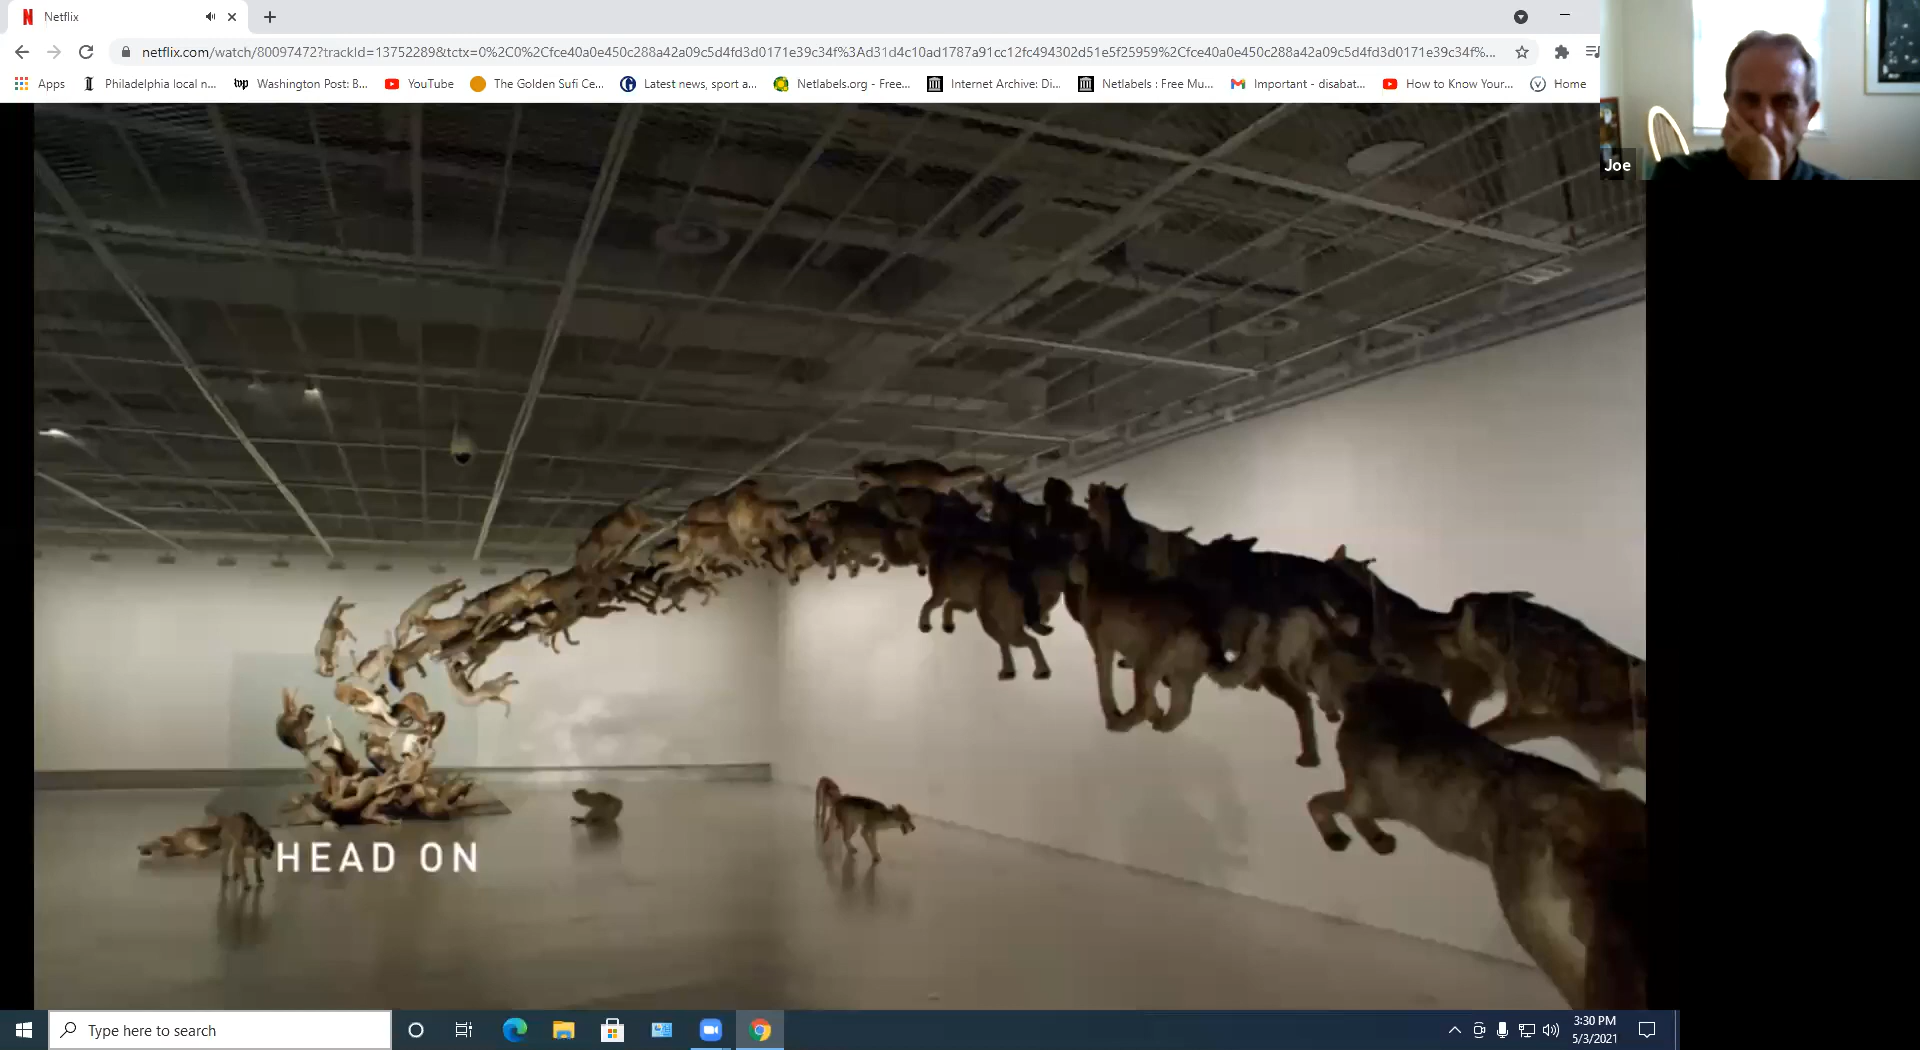 Netflix
netflix.com/watch/80097472?trackId=13752289&tctx=0%2C0%2Cfce40a0e450c288a42a09c5d4fd3d0171e39c34f%3Ad31d4c10ad1787a91cc12fc494302d51e5f25959%2Cfce40a0e450c288a42a09c5d4fd3d0171e39c34f%...
Apps Philadelphia local n... wp Washington Post: B... YouTube The Golden Sufi Ce... Latest news, sport a... Netlabels.org - Free... Internet Archive: Di... Netlabels : Free Mu... Important - disabat... How to Know Your... Home
Joe
HEAD ON
Type here to search
3:30 PM
5/3/2021